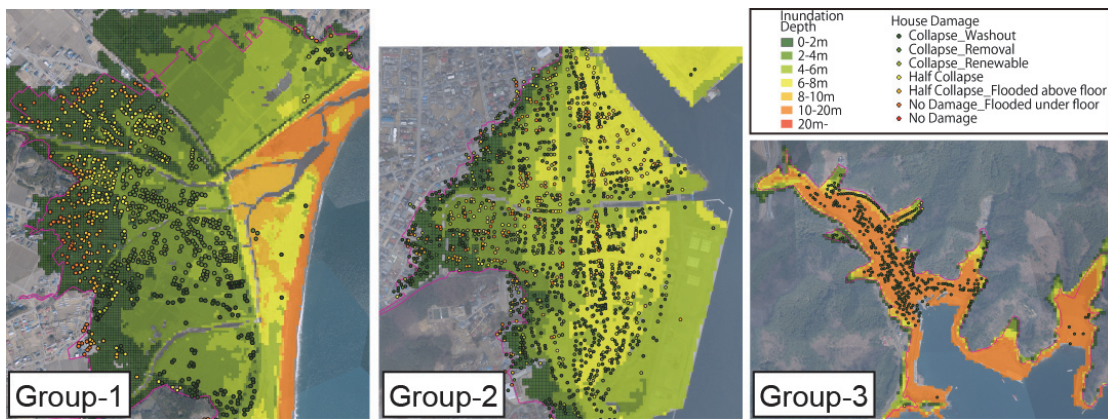 Inundation
Depth
0-2m
2-4m
4-6m
6-8m
8-10m
10-20m
20m-
House Damage
Collapse_Washout
Collapse_Removal
Collapse_Renewable
Half Collapse
Half Collapse_Flooded above floor
No Damage_Flooded under floor
No Damage
Group-1
Group-2
Group-3